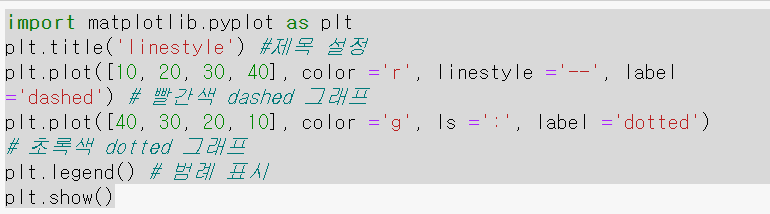 import matplotlib.pyplot as plt
plt.title('linestyle') #제목 설정
plt.plot([10, 20, 30, 40], color ='r', linestyle ='--', label
='dashed') # 빨간색 dashed 그래프
plt.plot([40, 30, 20, 10], color ='g', ls =':', label ='dotted')
# 초록색 dotted 그래프
plt.legend() # 범례 표시
plt.show()